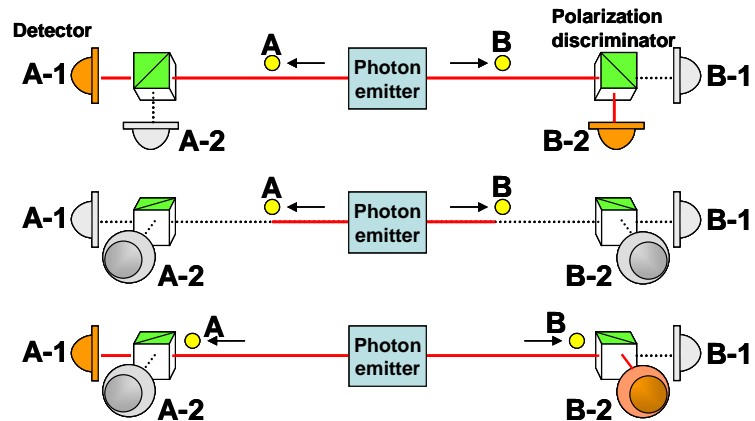 Detector
Polarization
discriminator
A
B
A-1
Photon
emitter
B-1
A-2
B-2
A
B
A-1
Photon
emitter
B-1
A-2
B-2
A
B
A-1
Photon
emitter
B-1
A-2
B-2